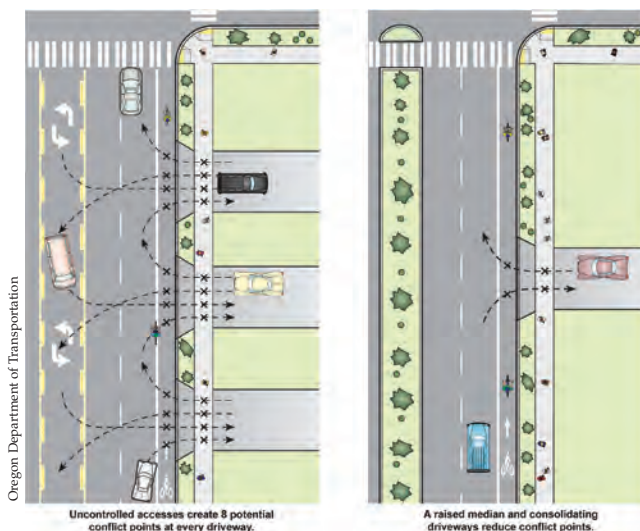 Oregon Department of Transportation
Uncontrolled accesses create 8 potential
conflict points at every driveway.
A raised median and consolidating
driveways reduce conflict points.